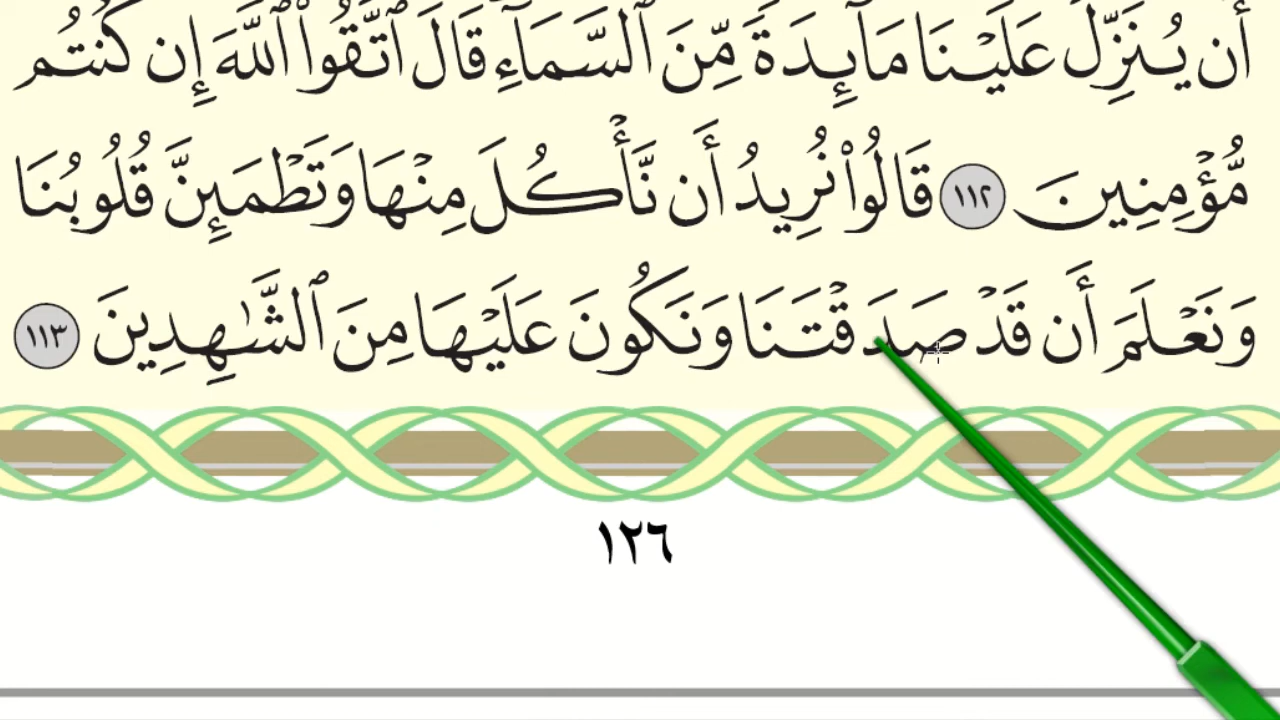 أَن يُنَزِّلَ عَلَيۡنَا مَآئِدَةٗ مِّنَ ٱلسَّمَآءِۖ قَالَ ٱتَّقُواْ ٱللَّهَ إِن كُنتُم
مُّؤۡمِنِينَ ١١٢ قَالُواْ نُرِيدُ أَن نَّأۡكُلَ مِنۡهَا وَتَطۡمَئِنَّ قُلُوبُنَا
وَنَعۡلَمَ أَن قَدۡ صَدَقۡتَنَا وَنَكُونَ عَلَيۡهَا مِنَ ٱلشَّٰهِدِينَ ١١٣
١٢٦